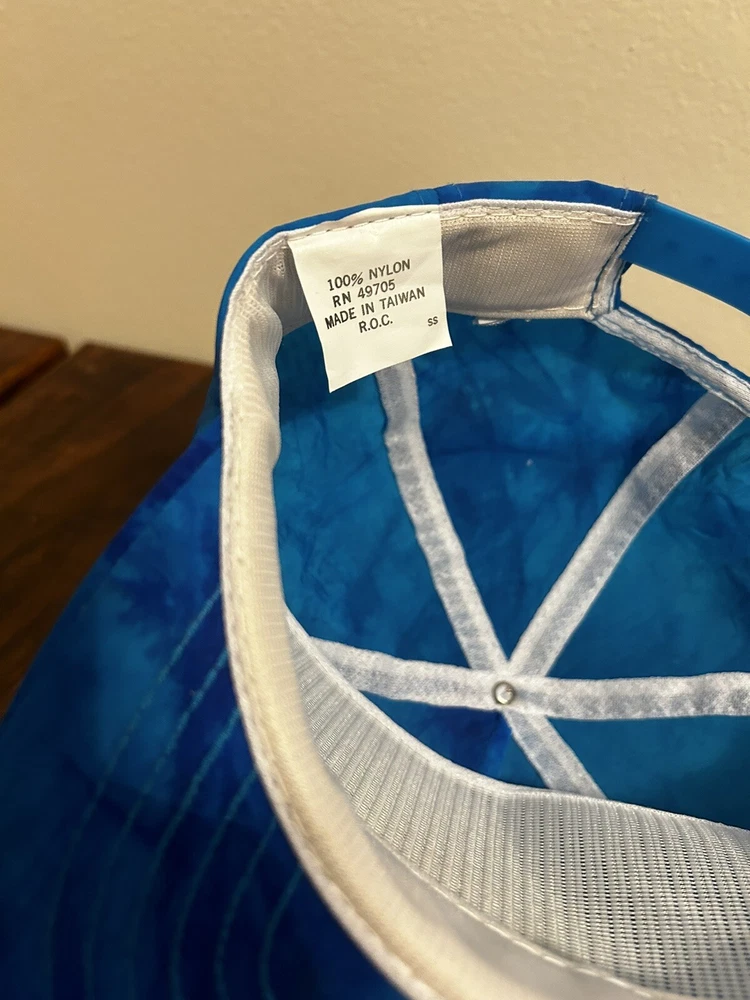 100% NYLON
RN 49705
MADE IN TAIWAN
R.O.C.
SS